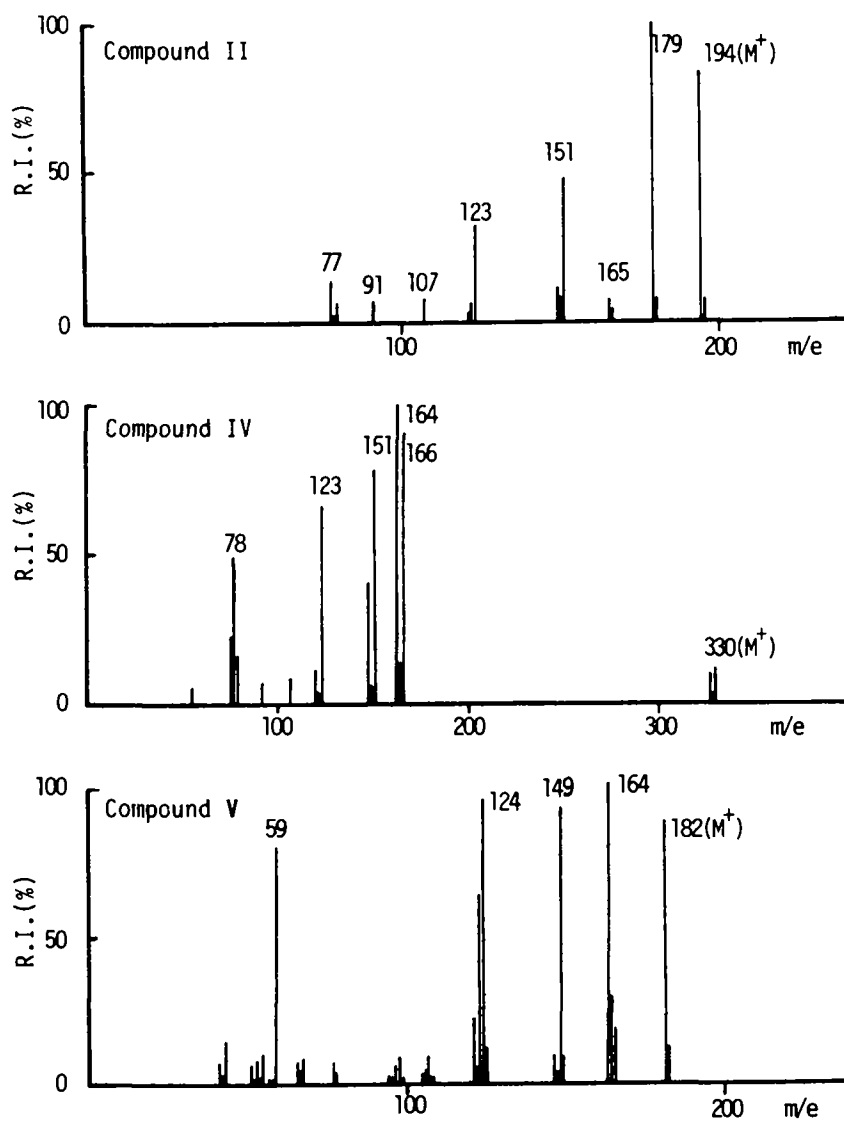 100
Compound II
179
194(M+)
R.I.(%)
50
151
123
77
91
107
165
0
100
200
m/e
100
Compound IV
164
151
166
R.I.(%)
123
50
78
330(M+)
0
100
200
300
m/e
100
Compound V
59
124
149
164
182(M+)
R.I.(%)
50
0
100
200
m/e